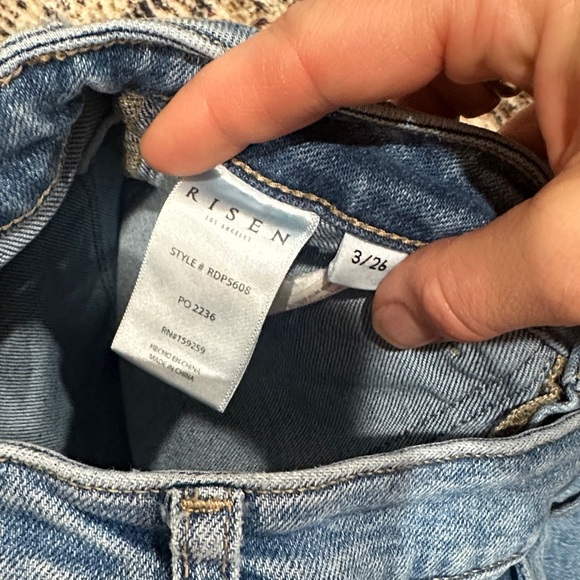 RISEN
LOS ANGELES
STYLE # RDP5608
PO 2236
RN#159259
HECHO EN CHINA
MADE IN CHINA
3/26